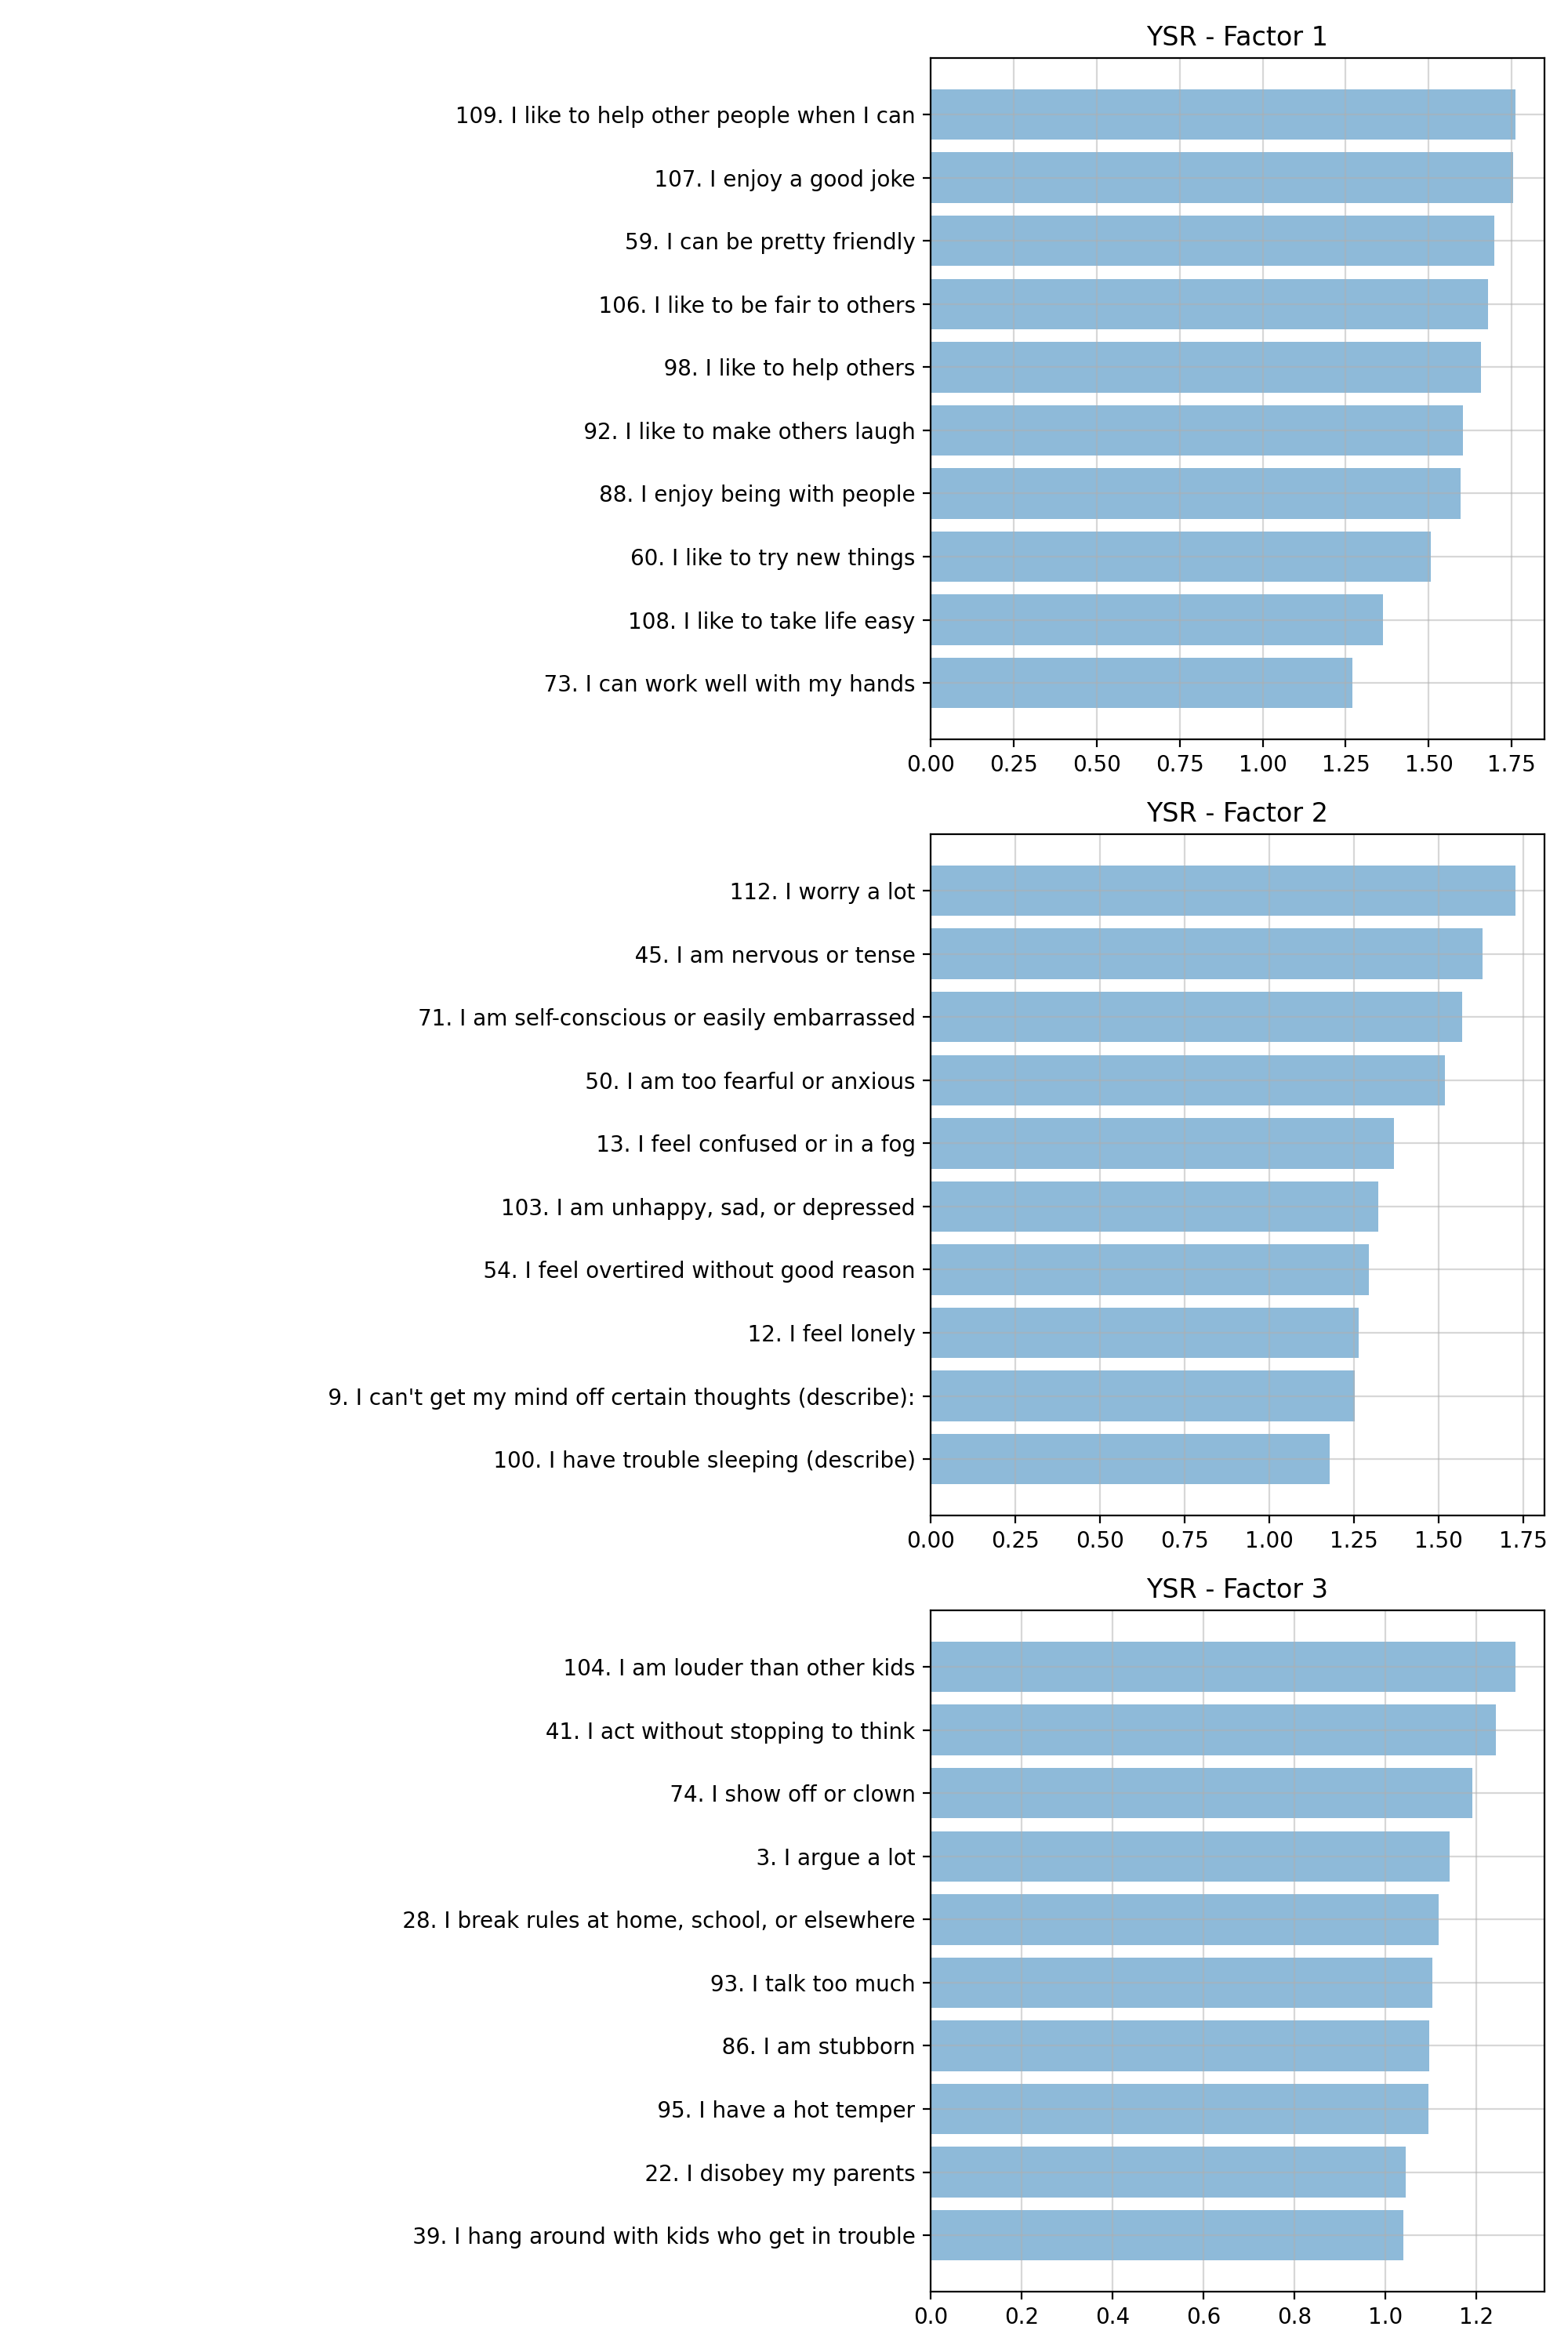 YSR - Factor 1
109. I like to help other people when I can
107. I enjoy a good joke
59. I can be pretty friendly
106. I like to be fair to others
98. I like to help others
92. I like to make others laugh
88. I enjoy being with people
60. I like to try new things
108. I like to take life easy
73. I can work well with my hands
0.00 0.25 0.50 0.75 1.00 1.25 1.50 1.75
YSR - Factor 2
112. I worry a lot
45. I am nervous or tense
71. I am self-conscious or easily embarrassed
50. I am too fearful or anxious
13. I feel confused or in a fog
103. I am unhappy, sad, or depressed
54. I feel overtired without good reason
12. I feel lonely
9. I can't get my mind off certain thoughts (describe):
100. I have trouble sleeping (describe)
0.00 0.25 0.50 0.75 1.00 1.25 1.50 1.75
YSR - Factor 3
104. I am louder than other kids
41. I act without stopping to think
74. I show off or clown
3. I argue a lot
28. I break rules at home, school, or elsewhere
93. I talk too much
86. I am stubborn
95. I have a hot temper
22. I disobey my parents
39. I hang around with kids who get in trouble
0.0 0.2 0.4 0.6 0.8 1.0 1.2